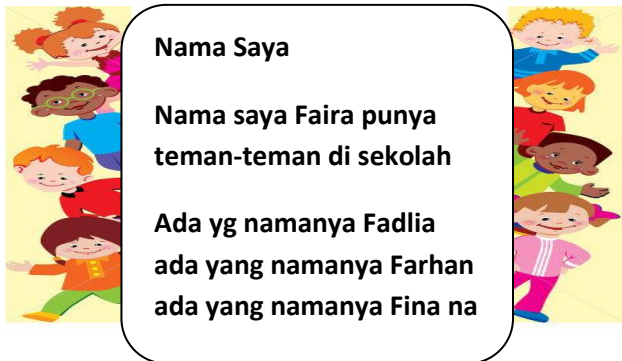 Nama Saya
Nama saya Faira punya
teman-teman di sekolah
Ada yg namanya Fadlia
ada yang namanya Farhan
ada yang namanya Fina na